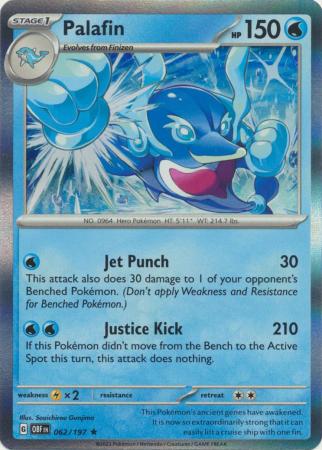 STAGE 1
Palafin
HP 150
Evolves from Finizen
NO. 0964 Hero Pokémon HT: 5'11" WT: 214.7 lbs.
Jet Punch 30
This attack also does 30 damage to 1 of your opponent's
Benched Pokémon. (Don't apply Weakness and Resistance
for Benched Pokémon.)
Justice Kick 210
If this Pokémon didn't move from the Bench to the Active
Spot this turn, this attack does nothing.
weakness ×2 resistance retreat
Illus. Souichirou Gunjima
G OBF EN 062/197 ★
This Pokémon's ancient genes have awakened.
It is now so extraordinarily strong that it can
easily lift a cruise ship with one fin.
©2023 Pokémon / Nintendo / Creatures / GAME FREAK